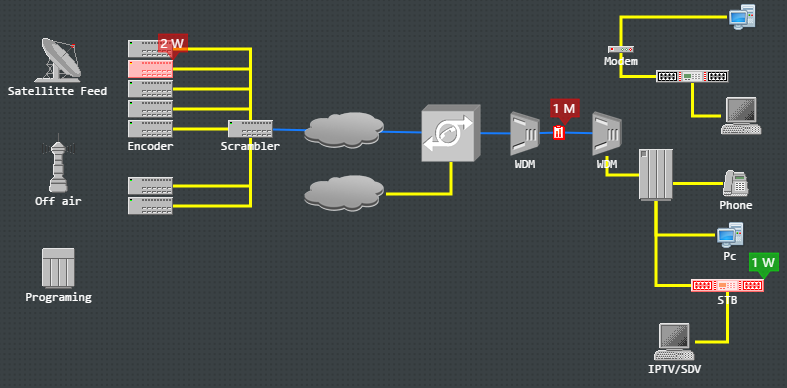 2 W
Modem
Satellitte Feed
1 M
Encoder
Scrambler
WDM
WDM
Off air
Phone
Pc
1 W
Programing
STB
IPTV/SDV